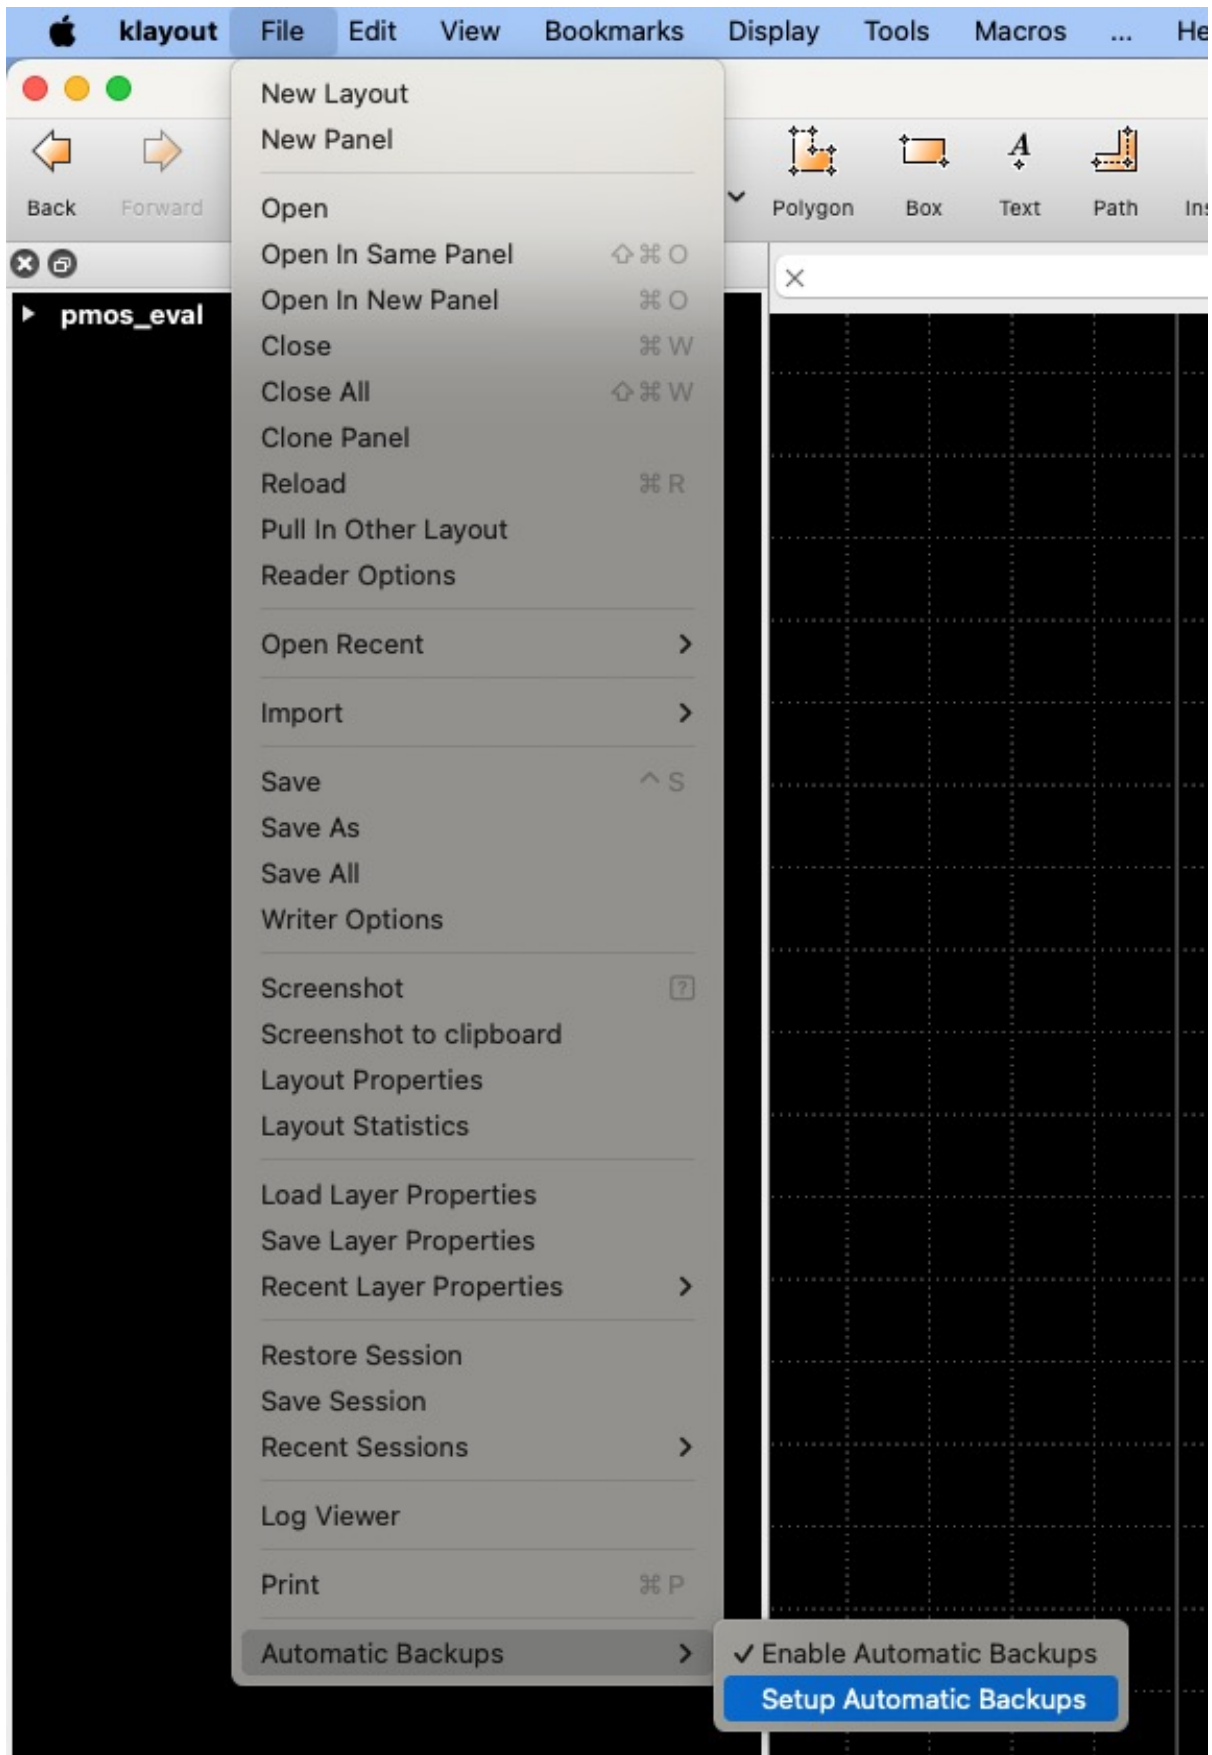 klayout File Edit View Bookmarks Display Tools Macros ... He
New Layout
New Panel
Back Forward
Polygon Box Text Path Ins
Open
Open In Same Panel ⇧⌘O
Open In New Panel ⌘O
pmos_eval
Close ⌘W
Close All ⇧⌘W
Clone Panel
Reload ⌘R
Pull In Other Layout
Reader Options
Open Recent
Import
Save ^S
Save As
Save All
Writer Options
Screenshot ?
Screenshot to clipboard
Layout Properties
Layout Statistics
Load Layer Properties
Save Layer Properties
Recent Layer Properties
Restore Session
Save Session
Recent Sessions
Log Viewer
Print ⌘P
Automatic Backups
✓ Enable Automatic Backups
Setup Automatic Backups